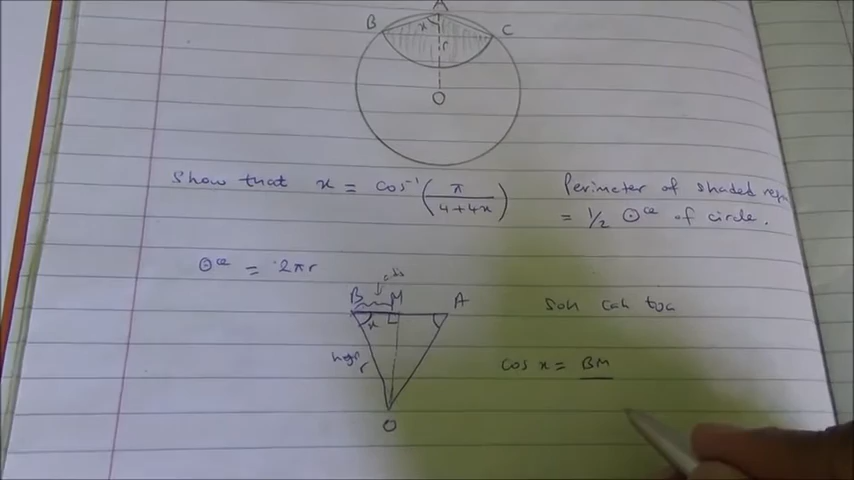 A
B
x
C
r
O
Show that x = cos⁻¹(π/(4+4x))
Perimeter of shaded
= 1/2 ⊙ce of circle.
⊙ce = 2πr
B M A
x
r
O
soh cah toa
cos x = BM